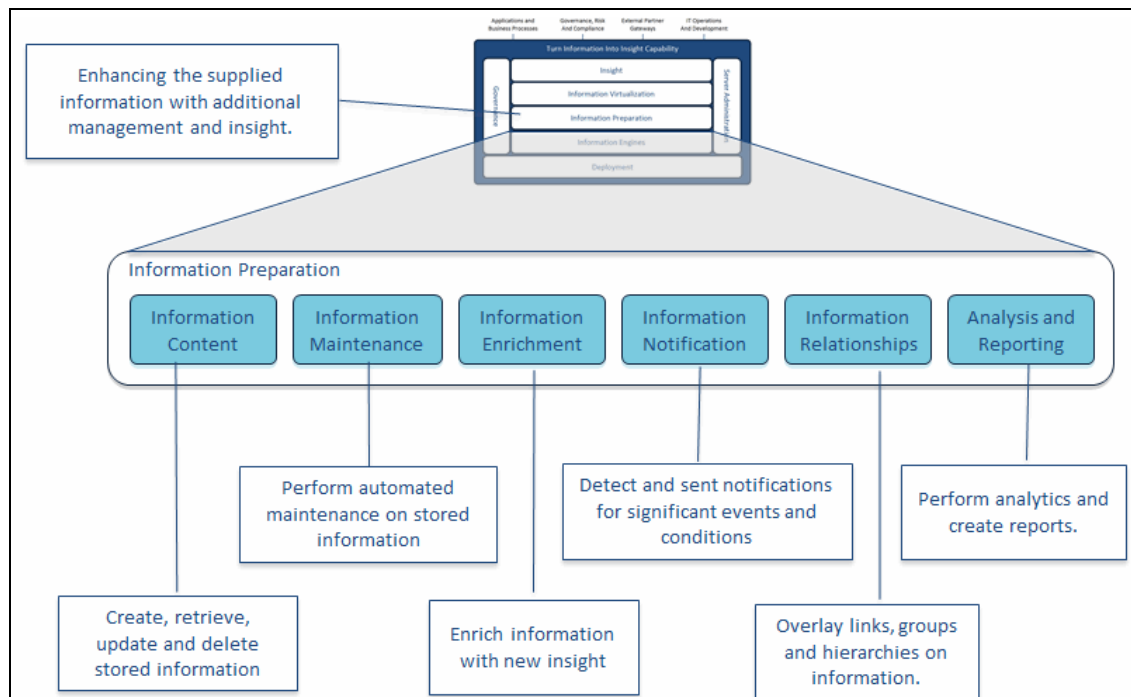 Applications and
Business Processes
Governance, Risk
And Compliance
External Partner
Gateways
IT Operations
And Development
Turn Information Into Insight Capability
Governance
Insight
Information Virtualization
Information Preparation
Information Engines
Server Administration
Deployment
Enhancing the supplied
information with additional
management and insight.
Information Preparation
Information
Content
Information
Maintenance
Information
Enrichment
Information
Notification
Information
Relationships
Analysis and
Reporting
Perform automated
maintenance on stored
information
Detect and sent notifications
for significant events and
conditions
Perform analytics and
create reports.
Create, retrieve,
update and delete
stored information
Enrich information
with new insight
Overlay links, groups
and hierarchies on
information.